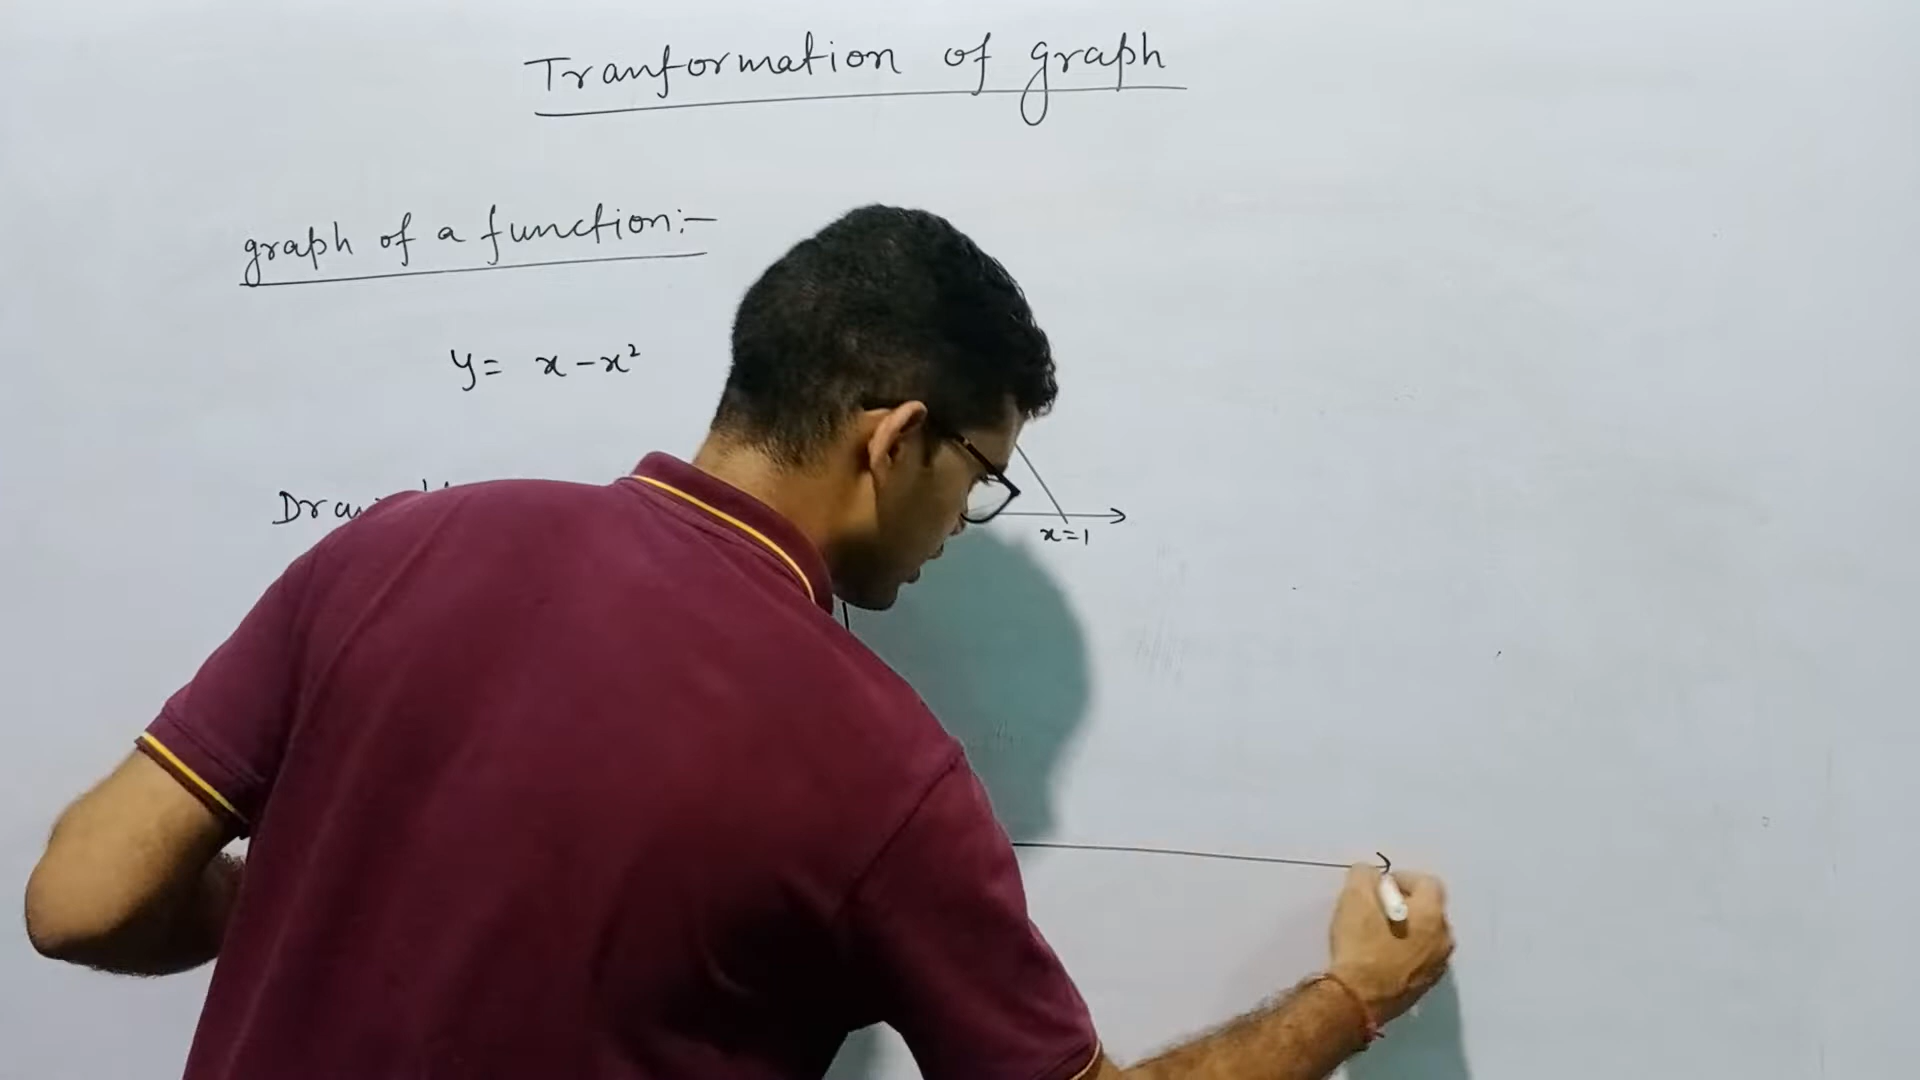 Tranformation of graph
graph of a function:-
y = x - x²
x=1